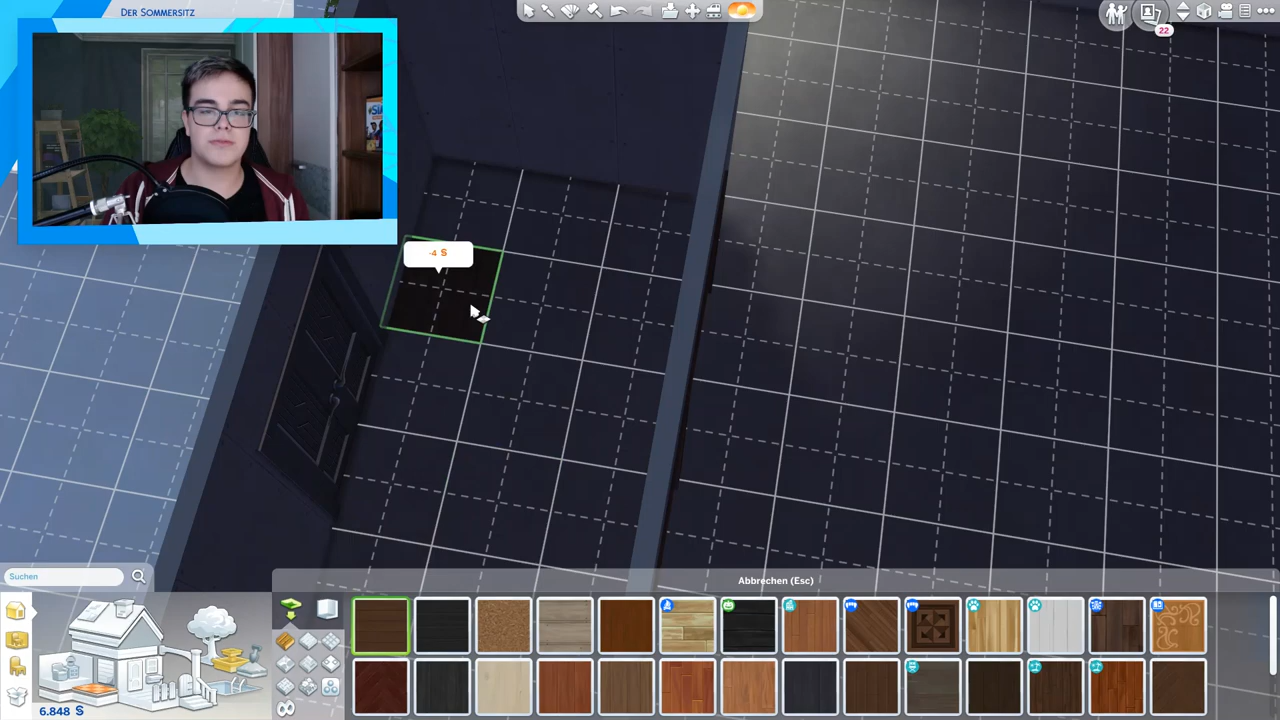 Der Sommersitz
22
-4 $
Abbrechen (Esc)
Suchen
6.848 $